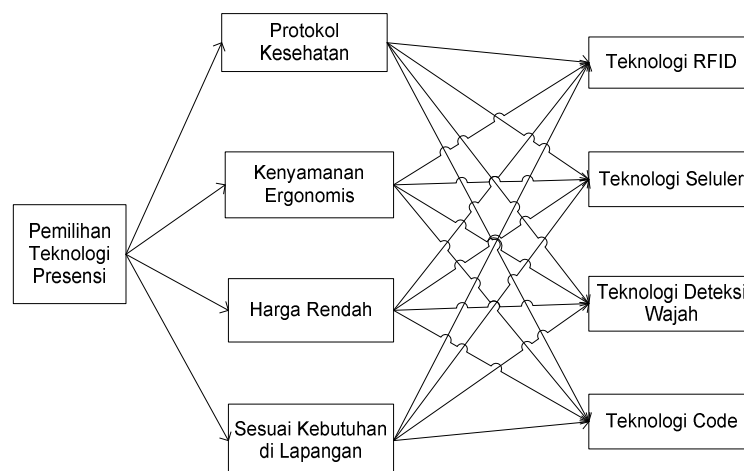 Protokol
Kesehatan
Teknologi RFID
Kenyamanan
Ergonomis
Teknologi Seluler
Pemilihan
Teknologi
Presensi
Harga Rendah
Teknologi Deteksi
Wajah
Sesuai Kebutuhan
di Lapangan
Teknologi Code